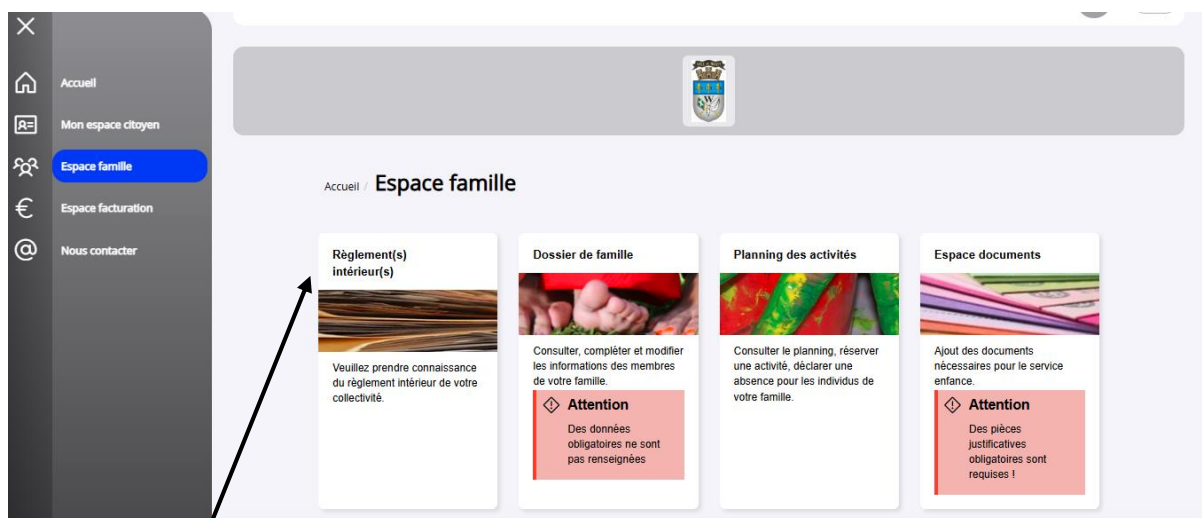 Accueil
Mon espace citoyen
Espace famille
Espace facturation
Nous contacter
Accueil / Espace famille
Règlement(s)
intérieur(s)
Veuillez prendre connaissance
du règlement intérieur de votre
collectivité.
Dossier de famille
Consulter, complèter et modifier
les informations des membres
de votre famille.
Attention
Des données
obligatoires ne sont
pas renseignées
Planning des activités
Consulter le planning, réserver
une activité, déclarer une
absence pour les individus de
votre famille.
Espace documents
Ajout des documents
nécessaires pour le service
enfance.
Attention
Des pièces
justificatives
obligatoires sont
requises !